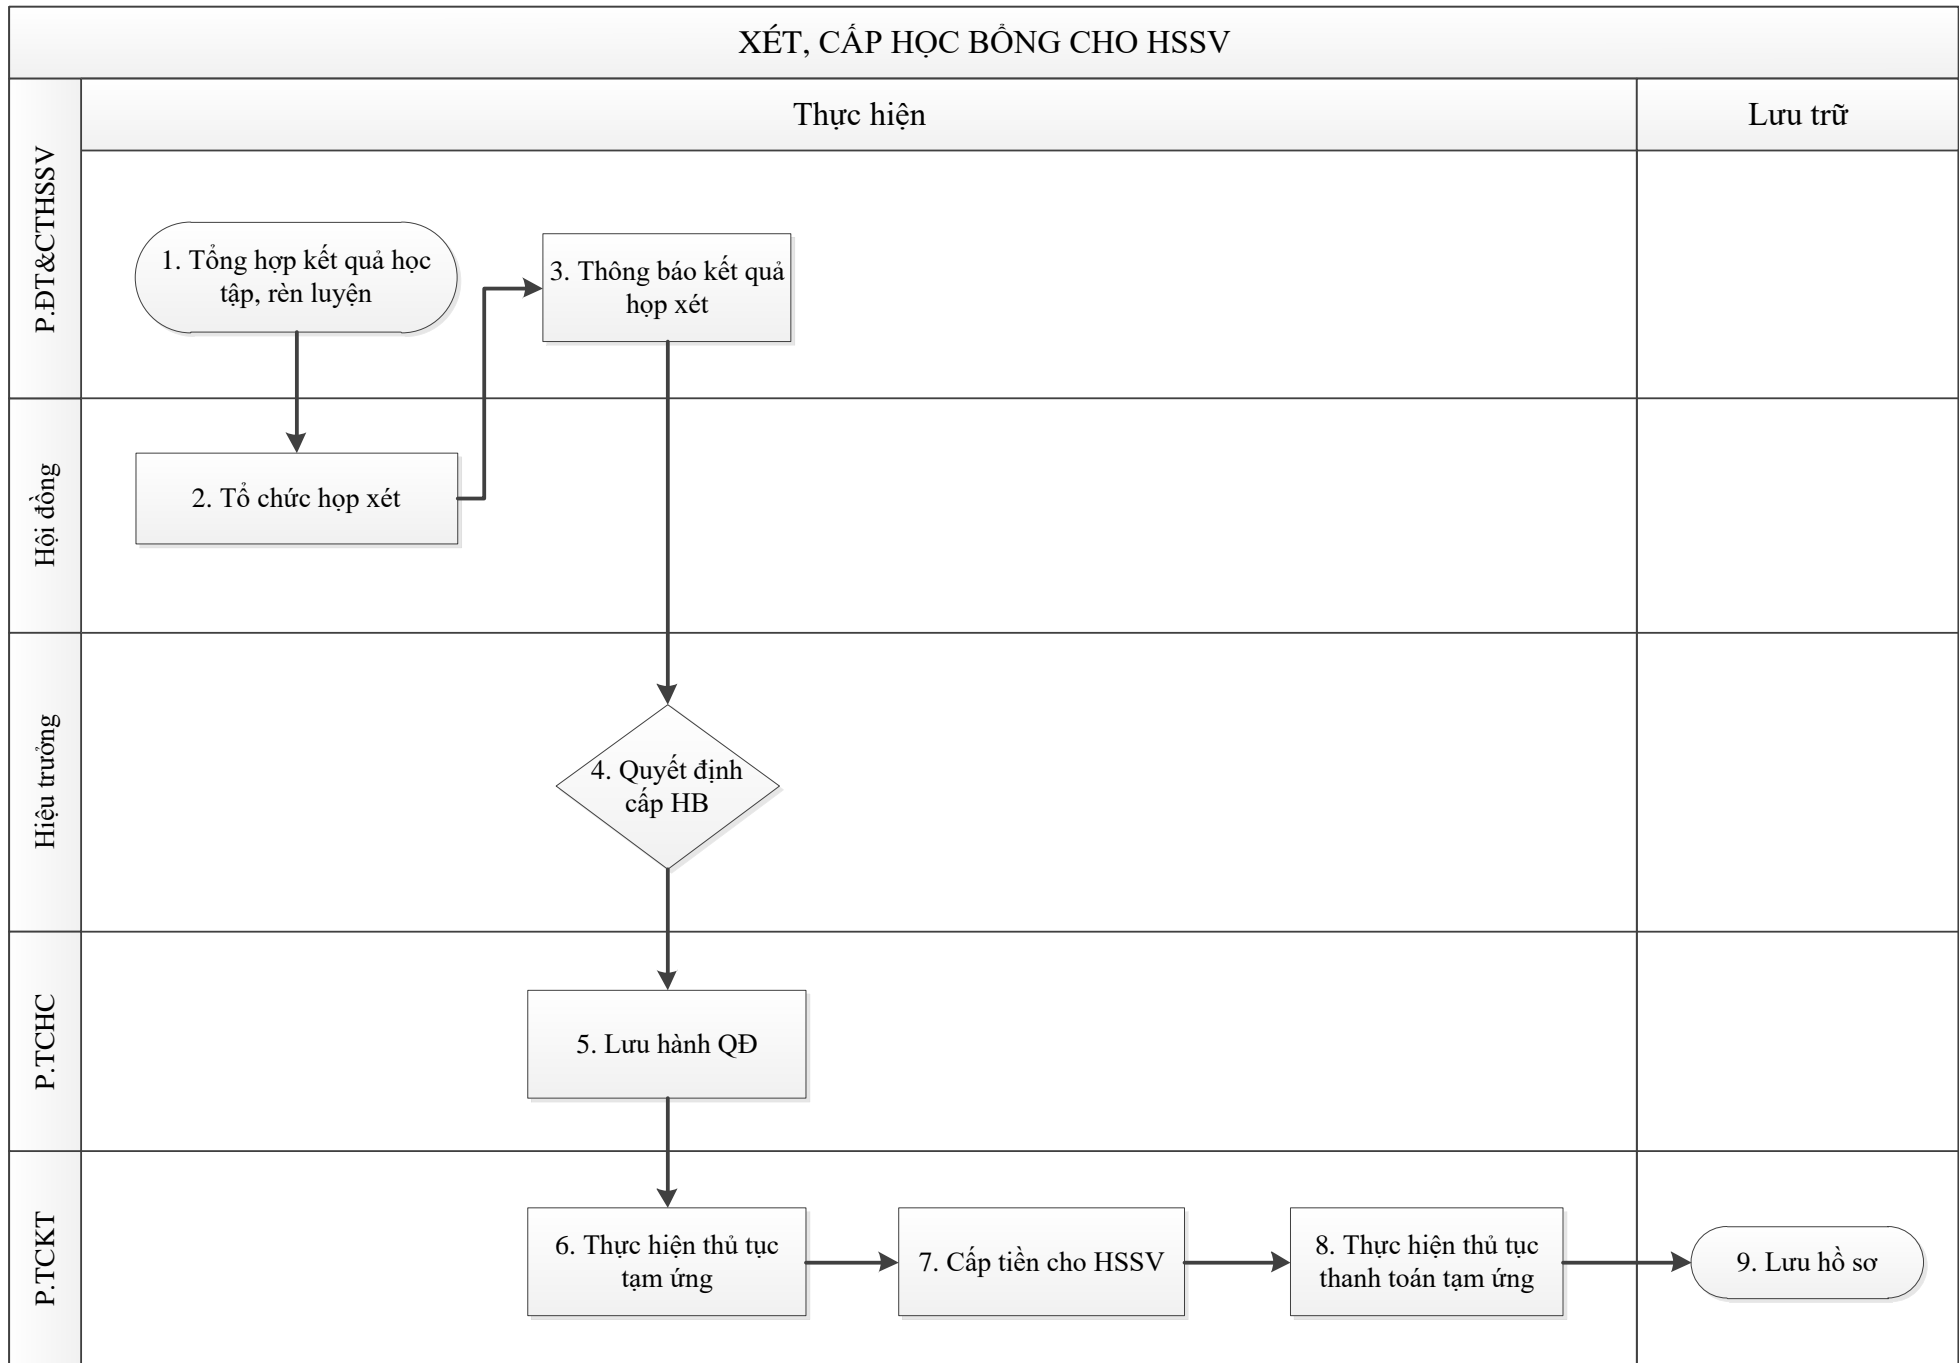 XÉT, CẤP HỌC BỔNG CHO HSSV
Thực hiện
Lưu trữ
P.ĐT&CTHSSV
1. Tổng hợp kết quả học
tập, rèn luyện
3. Thông báo kết quả
họp xét
Hội đồng
2. Tổ chức họp xét
Hiệu trưởng
4. Quyết định
cấp HB
P.TCHC
5. Lưu hành QĐ
P.TCKT
6. Thực hiện thủ tục
tạm ứng
7. Cấp tiền cho HSSV
8. Thực hiện thủ tục
thanh toán tạm ứng
9. Lưu hồ sơ